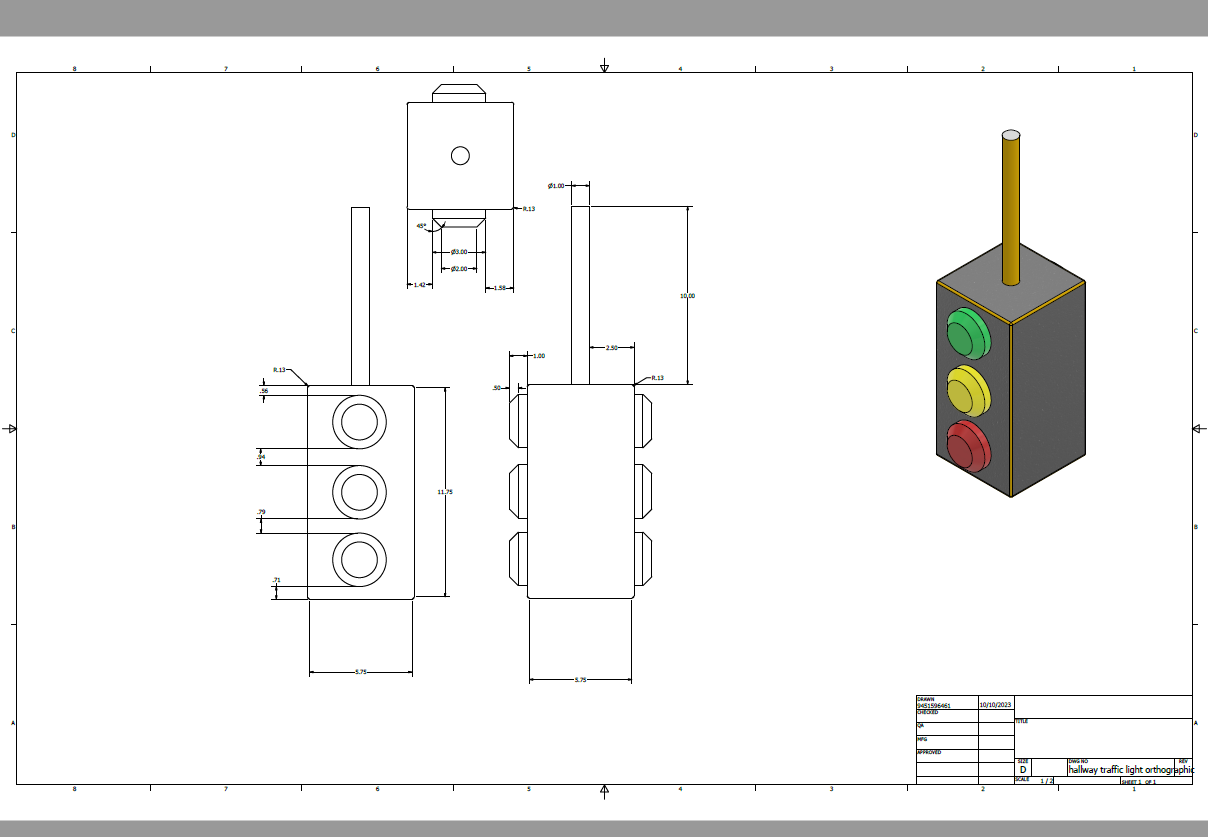 8 7 6 5 4 3 2 1
D D
Ø1.00
R.13
45°
Ø3.00
Ø2.00
1.42 1.58
10.00
C C
2.50
1.00
R.13 R.13
.56 .50
.94
11.75
.79
B B
.71
5.75
5.75
DRAWN
9451596461 10/10/2023
CHECKED
TITLE
QA
A A
MFG
APPROVED
SIZE DWG NO REV
D hallway traffic light orthographic
SCALE 1 / 2 SHEET 1 OF 1
8 7 6 5 4 3 2 1